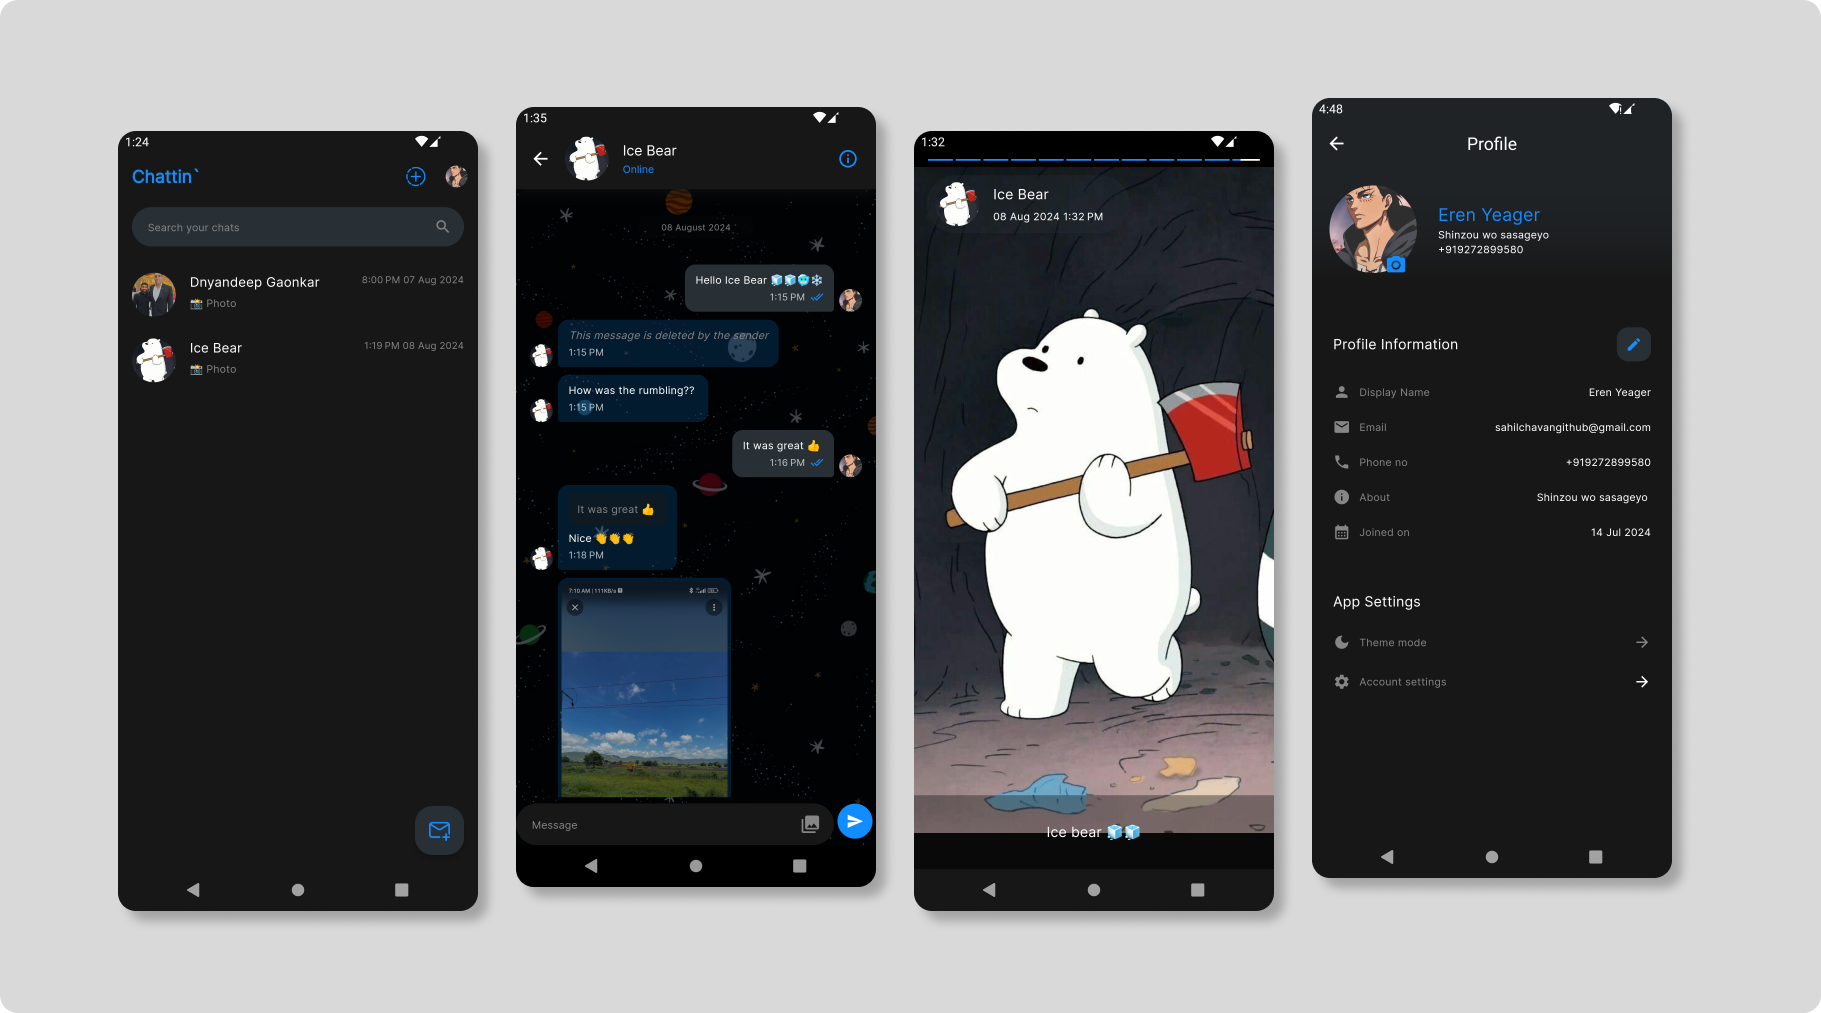 1:24
Chattin`
Search your chats
Dnyandeep Gaonkar
8:00 PM 07 Aug 2024
📸 Photo
Ice Bear
1:19 PM 08 Aug 2024
📸 Photo
1:35
Ice Bear
Online
08 August 2024
Hello Ice Bear 🧊🧊🥶❄️
1:15 PM
This message is deleted by the sender
1:15 PM
How was the rumbling??
1:15 PM
It was great 👍
1:16 PM
It was great 👍
Nice 👏👏👏
1:18 PM
7:10 AM | 111KB/s
Message
1:32
Ice Bear
08 Aug 2024 1:32 PM
Ice bear 🧊🧊
4:48
Profile
Eren Yeager
Shinzou wo sasageyo
+919272899580
Profile Information
Display Name
Eren Yeager
Email
sahilchavangithub@gmail.com
Phone no
+919272899580
About
Shinzou wo sasageyo
Joined on
14 Jul 2024
App Settings
Theme mode
Account settings